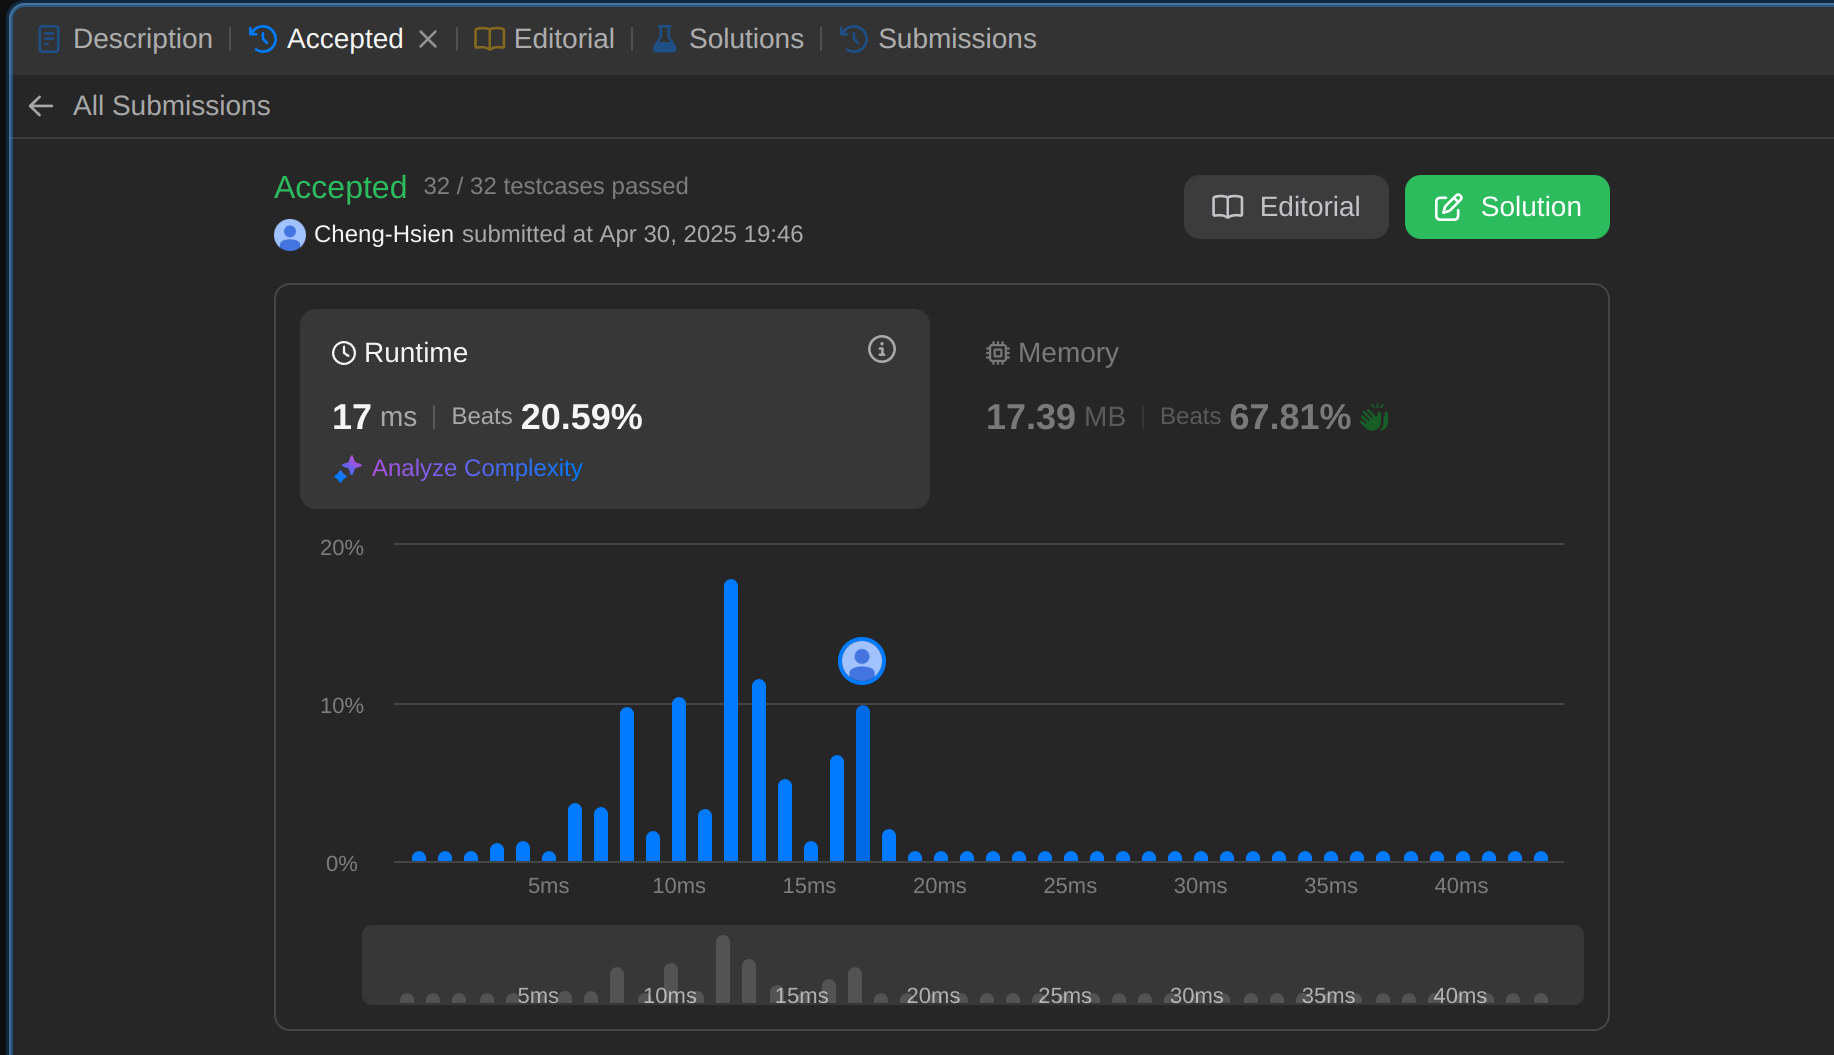 Description | Accepted | Editorial | Solutions | Submissions
All Submissions
Accepted 32 / 32 testcases passed
Cheng-Hsien submitted at Apr 30, 2025 19:46
Editorial
Solution
Runtime
17 ms | Beats 20.59%
Analyze Complexity
Memory
17.39 MB | Beats 67.81%
20%
10%
0%
5ms 10ms 15ms 20ms 25ms 30ms 35ms 40ms
5ms 10ms 15ms 20ms 25ms 30ms 35ms 40ms